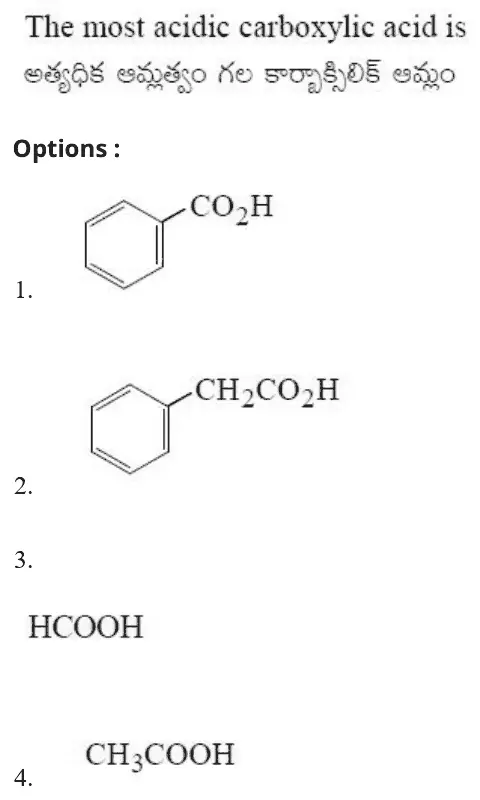 The most acidic carboxylic acid is
అత్యధిక ఆమ్లత్వం గల కార్బాక్సిలిక్ ఆమ్లం
Options :
CO₂H
1.
CH₂CO₂H
2.
3.
HCOOH
CH₃COOH
4.